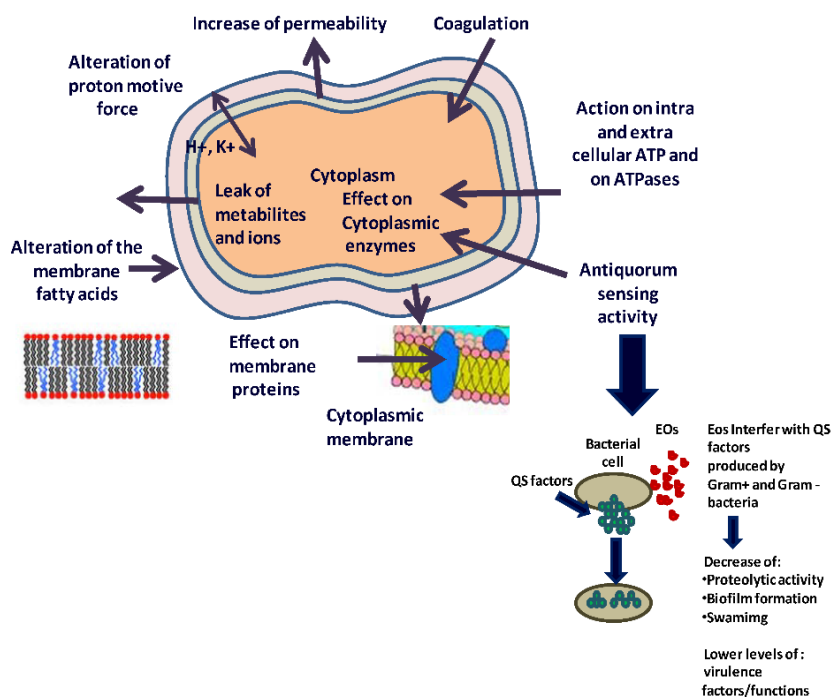 Increase of permeability
Coagulation
Alteration of
proton motive
force
H+, K+
Action on intra
and extra
cellular ATP and
on ATPases
Cytoplasm
Effect on
Cytoplasmic
enzymes
Leak of
metabilites
and ions
Alteration of the
membrane
fatty acids
Antiquorum
sensing
activity
Effect on
membrane
proteins
Cytoplasmic
membrane
Bacterial
cell
EOs
QS factors
Eos Interfer with QS
factors
produced by
Gram+ and Gram -
bacteria
Decrease of:
•Proteolytic activity
•Biofilm formation
•Swamimg
Lower levels of :
virulence
factors/functions